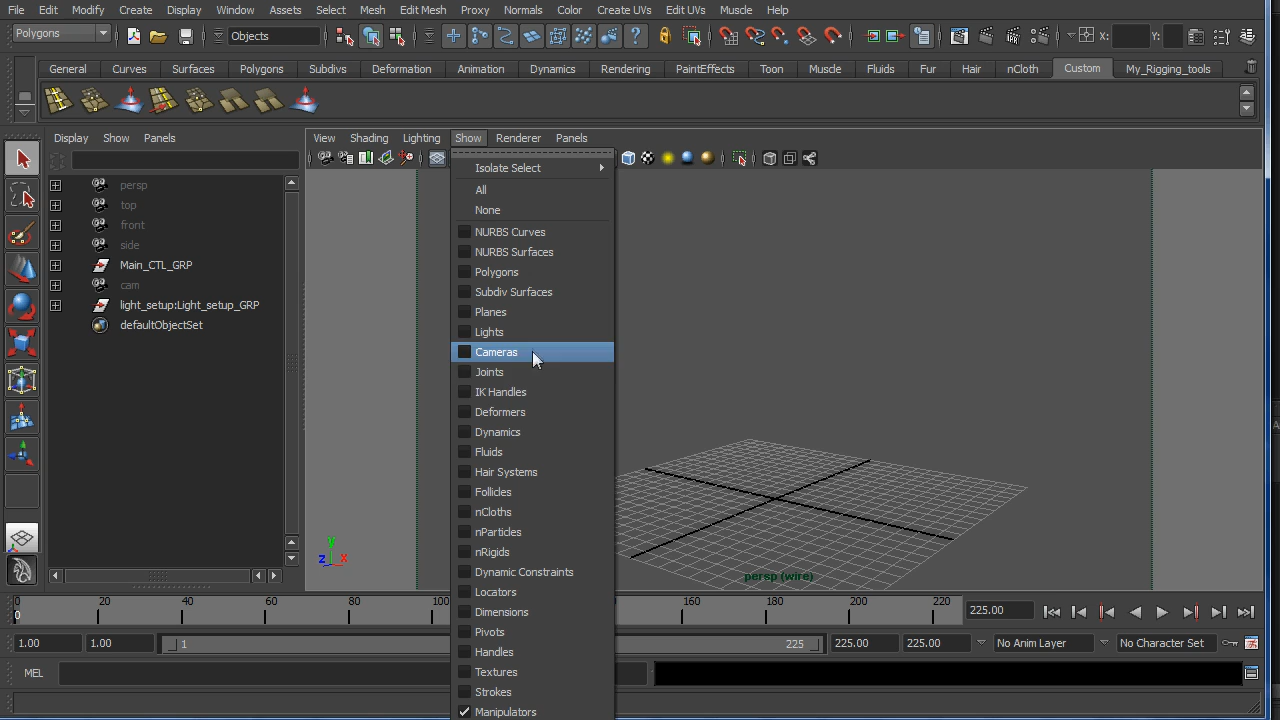 File Edit Modify Create Display Window Assets Select Mesh Edit Mesh Proxy Normals Color Create UVs Edit UVs Muscle Help
Polygons Objects X: Y:
General Curves Surfaces Polygons Subdivs Deformation Animation Dynamics Rendering PaintEffects Toon Muscle Fluids Fur Hair nCloth Custom My_Rigging_tools
Display Show Panels
View Shading Lighting Show Renderer Panels
persp
top
front
side
Main_CTL_GRP
cam
light_setup:Light_setup_GRP
defaultObjectSet
Isolate Select
All
None
NURBS Curves
NURBS Surfaces
Polygons
Subdiv Surfaces
Planes
Lights
Cameras
Joints
IK Handles
Deformers
Dynamics
Fluids
Hair Systems
Follicles
nCloths
nParticles
nRigids
Dynamic Constraints
Locators
Dimensions
Pivots
Handles
Textures
Strokes
Manipulators
y
z x
persp (wire)
0 20 40 60 80 100 160 180 200 220
0
225.00
1.00 1.00 1 225 225.00 225.00 No Anim Layer No Character Set
MEL